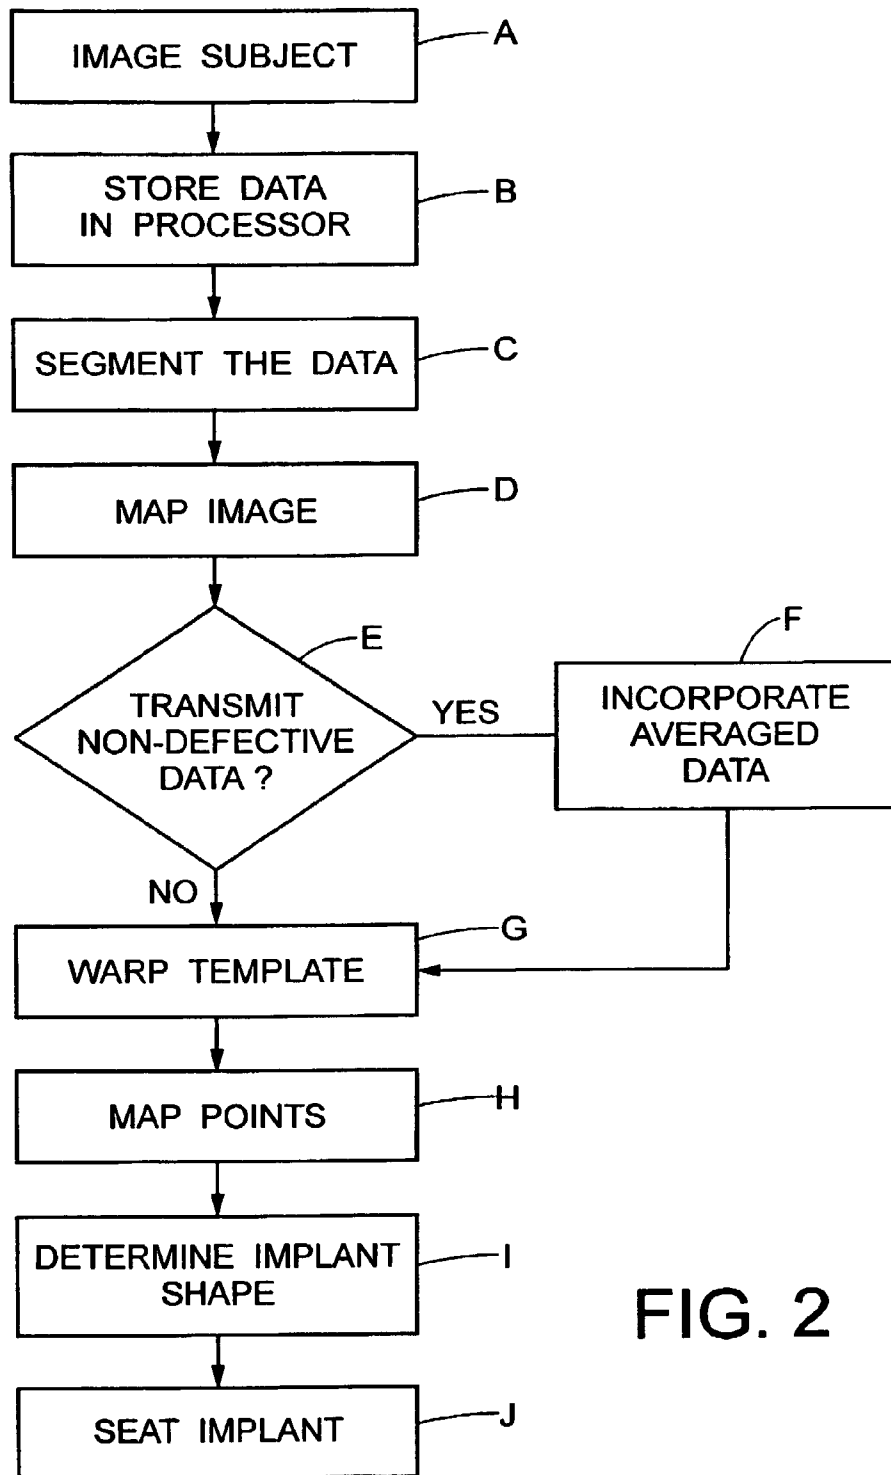 IMAGE SUBJECT
A
STORE DATA
IN PROCESSOR
B
SEGMENT THE DATA
C
MAP IMAGE
D
E
TRANSMIT
NON-DEFECTIVE
DATA ?
YES
F
INCORPORATE
AVERAGED
DATA
NO
WARP TEMPLATE
G
MAP POINTS
H
DETERMINE IMPLANT
SHAPE
I
SEAT IMPLANT
J
FIG. 2